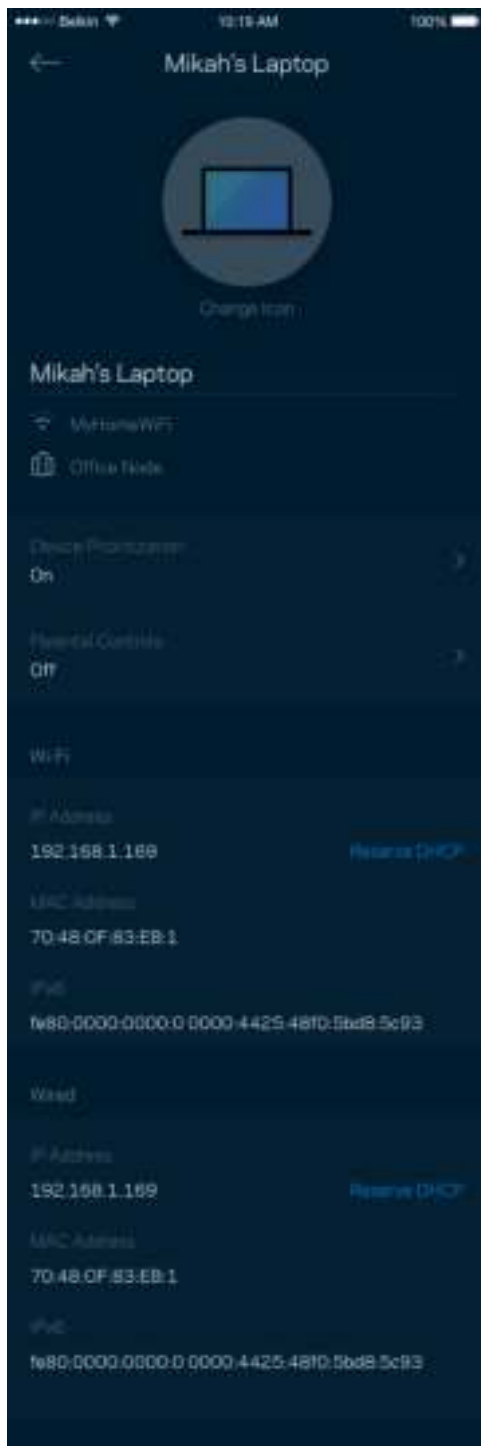 Belkin 10:19 AM 100%
Mikah's Laptop
Change Icon
Mikah's Laptop
MyHomeWiFi
Office Node
Device Prioritization
On
Parental Controls
Off
Wi-Fi
IP Address
192.168.1.169 Reserve DHCP
MAC Address
70:48:0F:83:EB:1
IPv6
fe80:0000:0000:0:0000:4425:48f0:5bd8:5c93
Wired
IP Address
192.168.1.169 Reserve DHCP
MAC Address
70:48:0F:83:EB:1
IPv6
fe80:0000:0000:0:0000:4425:48f0:5bd8:5c93